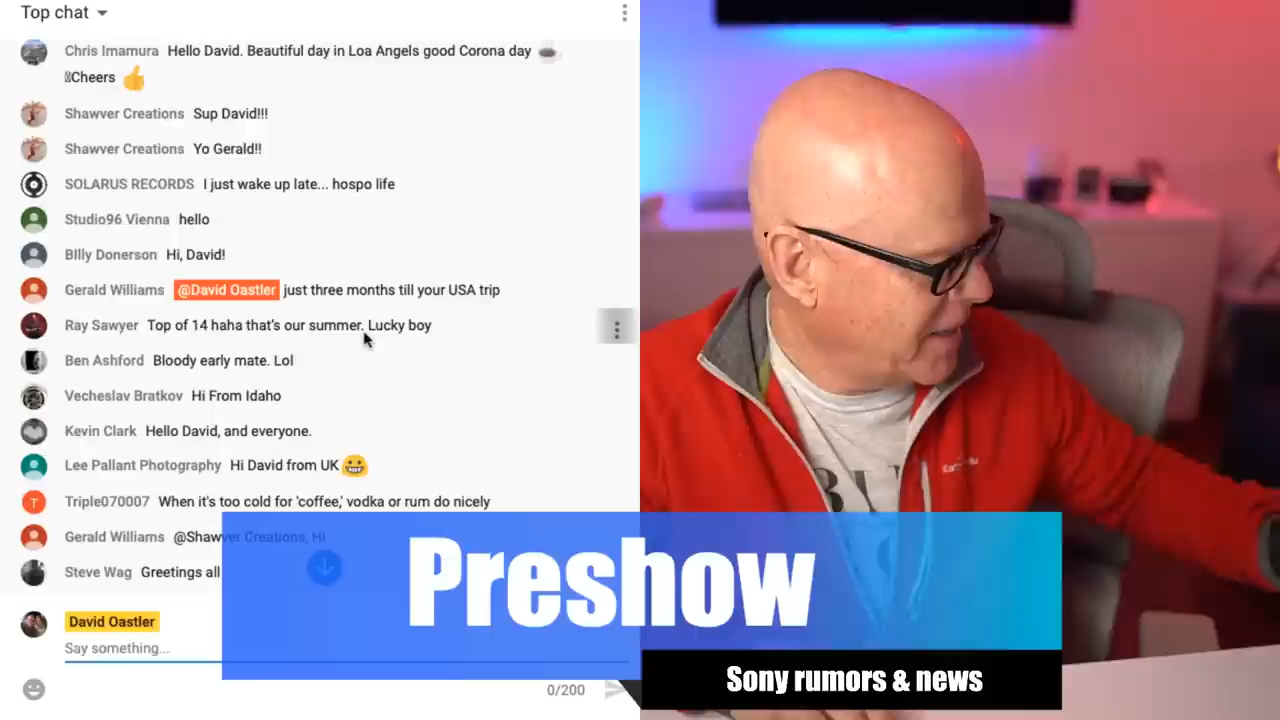 Top chat
Chris Imamura Hello David. Beautiful day in Loa Angels good Corona day
Cheers
Shawver Creations Sup David!!!
Shawver Creations Yo Gerald!!
SOLARUS RECORDS I just wake up late... hospo life
Studio96 Vienna hello
BIlly Donerson Hi, David!
Gerald Williams @David Oastler just three months till your USA trip
Ray Sawyer Top of 14 haha that's our summer. Lucky boy
Ben Ashford Bloody early mate. Lol
Vecheslav Bratkov Hi From Idaho
Kevin Clark Hello David, and everyone.
Lee Pallant Photography Hi David from UK
T Triple070007 When it's too cold for 'coffee,' vodka or rum do nicely
Gerald Williams @Shawver Creations, Hi
Steve Wag Greetings all
David Oastler
Say something...
0/200
Preshow
Sony rumors & news